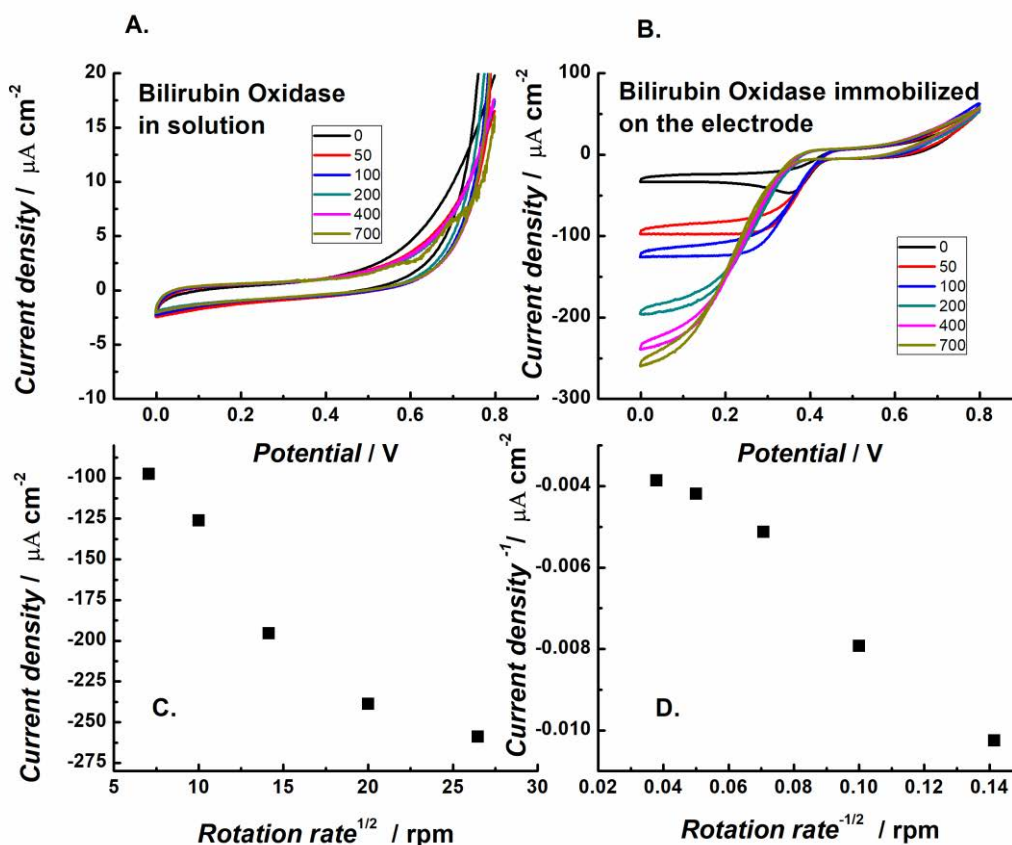 A.
Bilirubin Oxidase
in solution
0
50
100
200
400
700
20
15
10
5
0
-5
-10
0.0 0.2 0.4 0.6 0.8
Current density / μA cm-2
Potential / V
B.
Bilirubin Oxidase immobilized
on the electrode
0
50
100
200
400
700
100
0
-100
-200
-300
0.0 0.2 0.4 0.6 0.8
Current density / μA cm-2
Potential / V
C.
-100
-125
-150
-175
-200
-225
-250
-275
5 10 15 20 25 30
Current density / μA cm-2
Rotation rate1/2 / rpm
D.
-0.004
-0.006
-0.008
-0.010
0.02 0.04 0.06 0.08 0.10 0.12 0.14
Current density -1/ μA cm-2
Rotation rate-1/2 / rpm